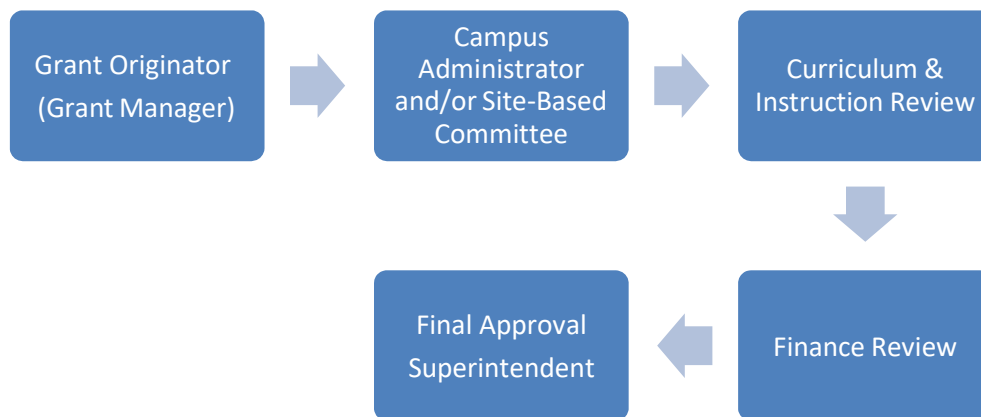 Grant Originator
(Grant Manager)
Campus
Administrator
and/or Site-Based
Committee
Curriculum &
Instruction Review
Finance Review
Final Approval
Superintendent